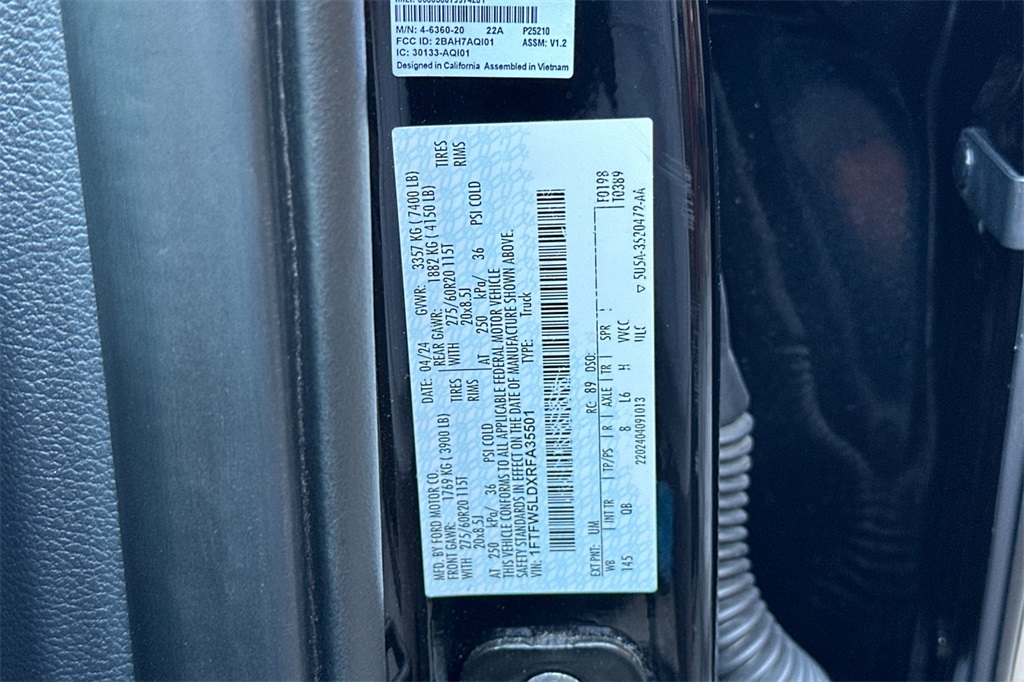 M/N: 4-6360-20 22A P25210
FCC ID: 2BAH7AQI01 ASSM: V1.2
IC: 30133-AQI01
Designed in California Assembled in Vietnam
MFD. BY FORD MOTOR CO.
DATE: 04/24 GVWR: 3357 KG ( 7400 LB)
FRONT GAWR: 1769 KG ( 3900 LB) REAR GAWR: 1882 KG ( 4150 LB)
WITH 275/60R20 115T TIRES WITH 275/60R20 115T TIRES
20x8.5J RIMS 20x8.5J RIMS
AT 250 kPa/ 36 PSI COLD AT 250 kPa/ 36 PSI COLD
THIS VEHICLE CONFORMS TO ALL APPLICABLE FEDERAL MOTOR VEHICLE
SAFETY STANDARDS IN EFFECT ON THE DATE OF MANUFACTURE SHOWN ABOVE.
VIN: 1FTFW5LDXRFA35501 TYPE: Truck
EXT PNT: UM RC: 89 DSO: F0198
WB INT TR TP/PS R AXLE TR SPR T0389
145 QB 8 L6 H VVCC
2202404091013 ULC 5U5A-3520472-AA